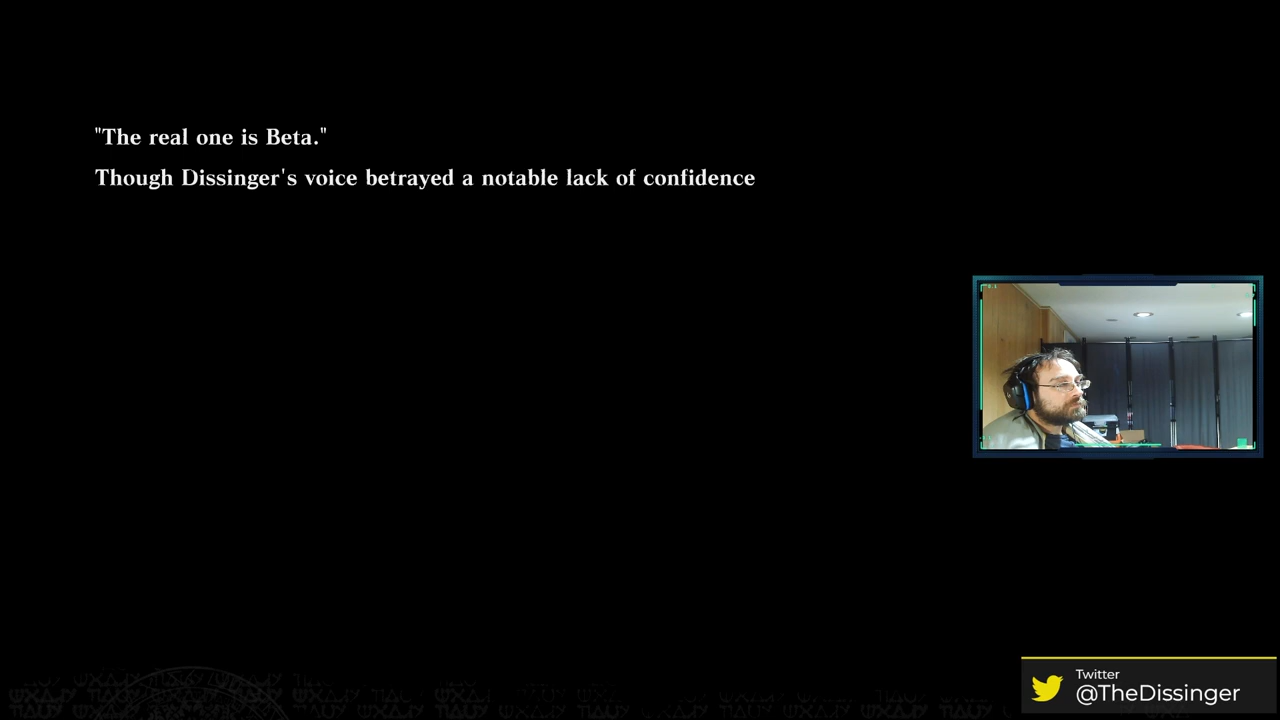 "The real one is Beta."
Though Dissinger's voice betrayed a notable lack of confidence
Twitter
@TheDissinger